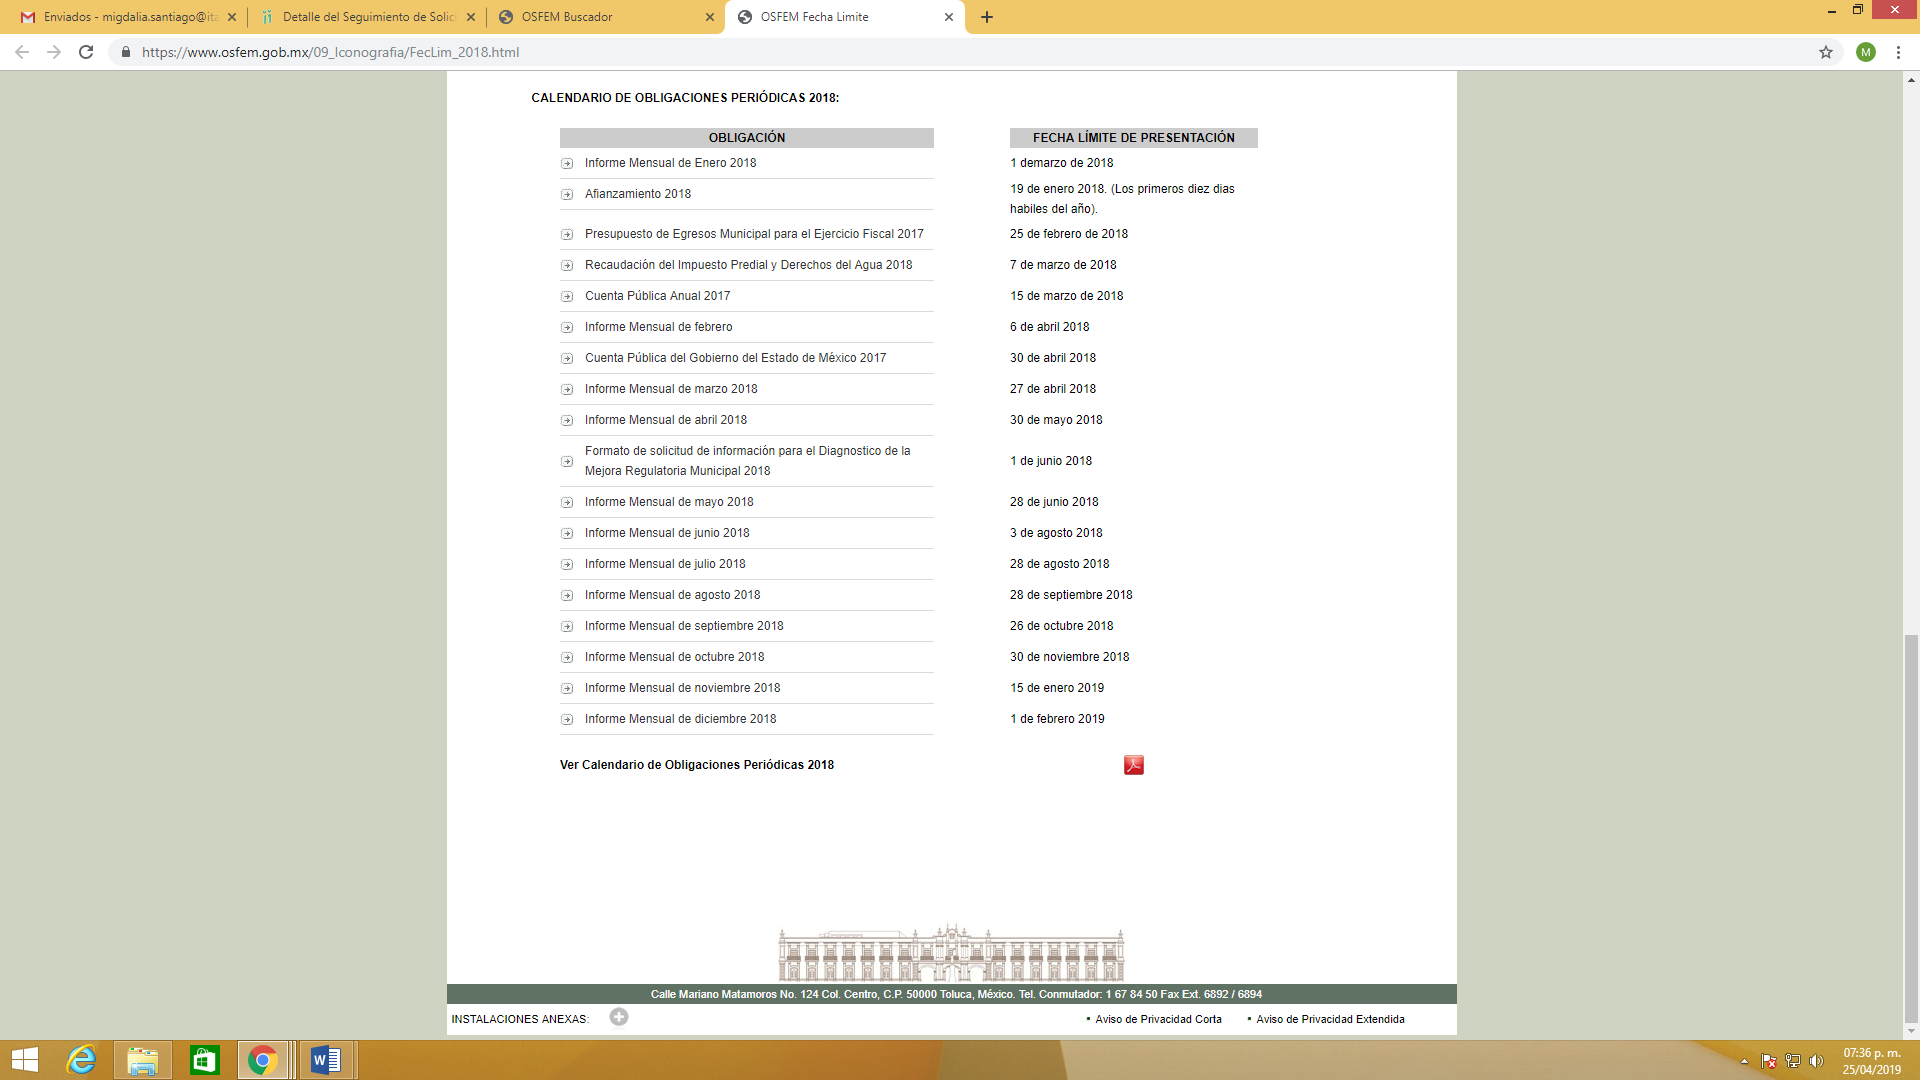 Enviados - migdalia.santiago@ita
Detalle del Seguimiento de Solici
OSFEM Buscador
OSFEM Fecha Limite
https://www.osfem.gob.mx/09_Iconografia/FecLim_2018.html
M
CALENDARIO DE OBLIGACIONES PERIÓDICAS 2018:
OBLIGACIÓN FECHA LÍMITE DE PRESENTACIÓN
Informe Mensual de Enero 2018 1 demarzo de 2018
Afianzamiento 2018 19 de enero 2018. (Los primeros diez dias
habiles del año).
Presupuesto de Egresos Municipal para el Ejercicio Fiscal 2017 25 de febrero de 2018
Recaudación del Impuesto Predial y Derechos del Agua 2018 7 de marzo de 2018
Cuenta Pública Anual 2017 15 de marzo de 2018
Informe Mensual de febrero 6 de abril 2018
Cuenta Pública del Gobierno del Estado de México 2017 30 de abril 2018
Informe Mensual de marzo 2018 27 de abril 2018
Informe Mensual de abril 2018 30 de mayo 2018
Formato de solicitud de información para el Diagnostico de la
Mejora Regulatoria Municipal 2018 1 de junio 2018
Informe Mensual de mayo 2018 28 de junio 2018
Informe Mensual de junio 2018 3 de agosto 2018
Informe Mensual de julio 2018 28 de agosto 2018
Informe Mensual de agosto 2018 28 de septiembre 2018
Informe Mensual de septiembre 2018 26 de octubre 2018
Informe Mensual de octubre 2018 30 de noviembre 2018
Informe Mensual de noviembre 2018 15 de enero 2019
Informe Mensual de diciembre 2018 1 de febrero 2019
Ver Calendario de Obligaciones Periódicas 2018
Calle Mariano Matamoros No. 124 Col. Centro, C.P. 50000 Toluca, México. Tel. Conmutador: 1 67 84 50 Fax Ext. 6892 / 6894
INSTALACIONES ANEXAS: ▪ Aviso de Privacidad Corta ▪ Aviso de Privacidad Extendida
07:36 p. m.
25/04/2019